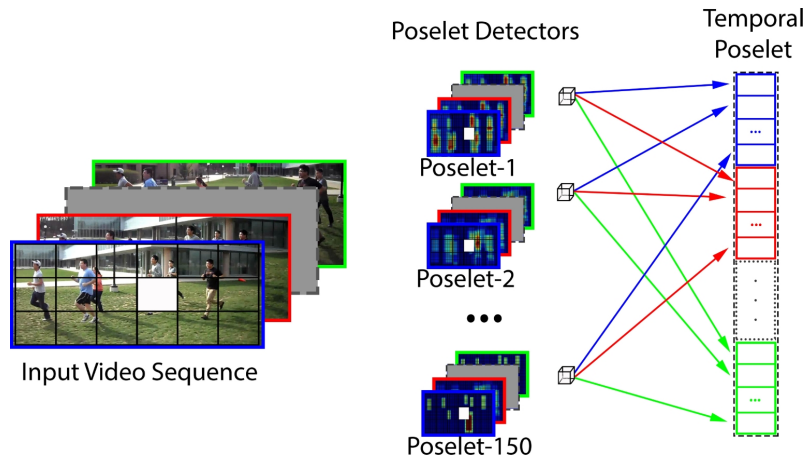 Poselet Detectors
Temporal
Poselet
Poselet-1
...
Poselet-2
...
...
Poselet-150
...
Input Video Sequence